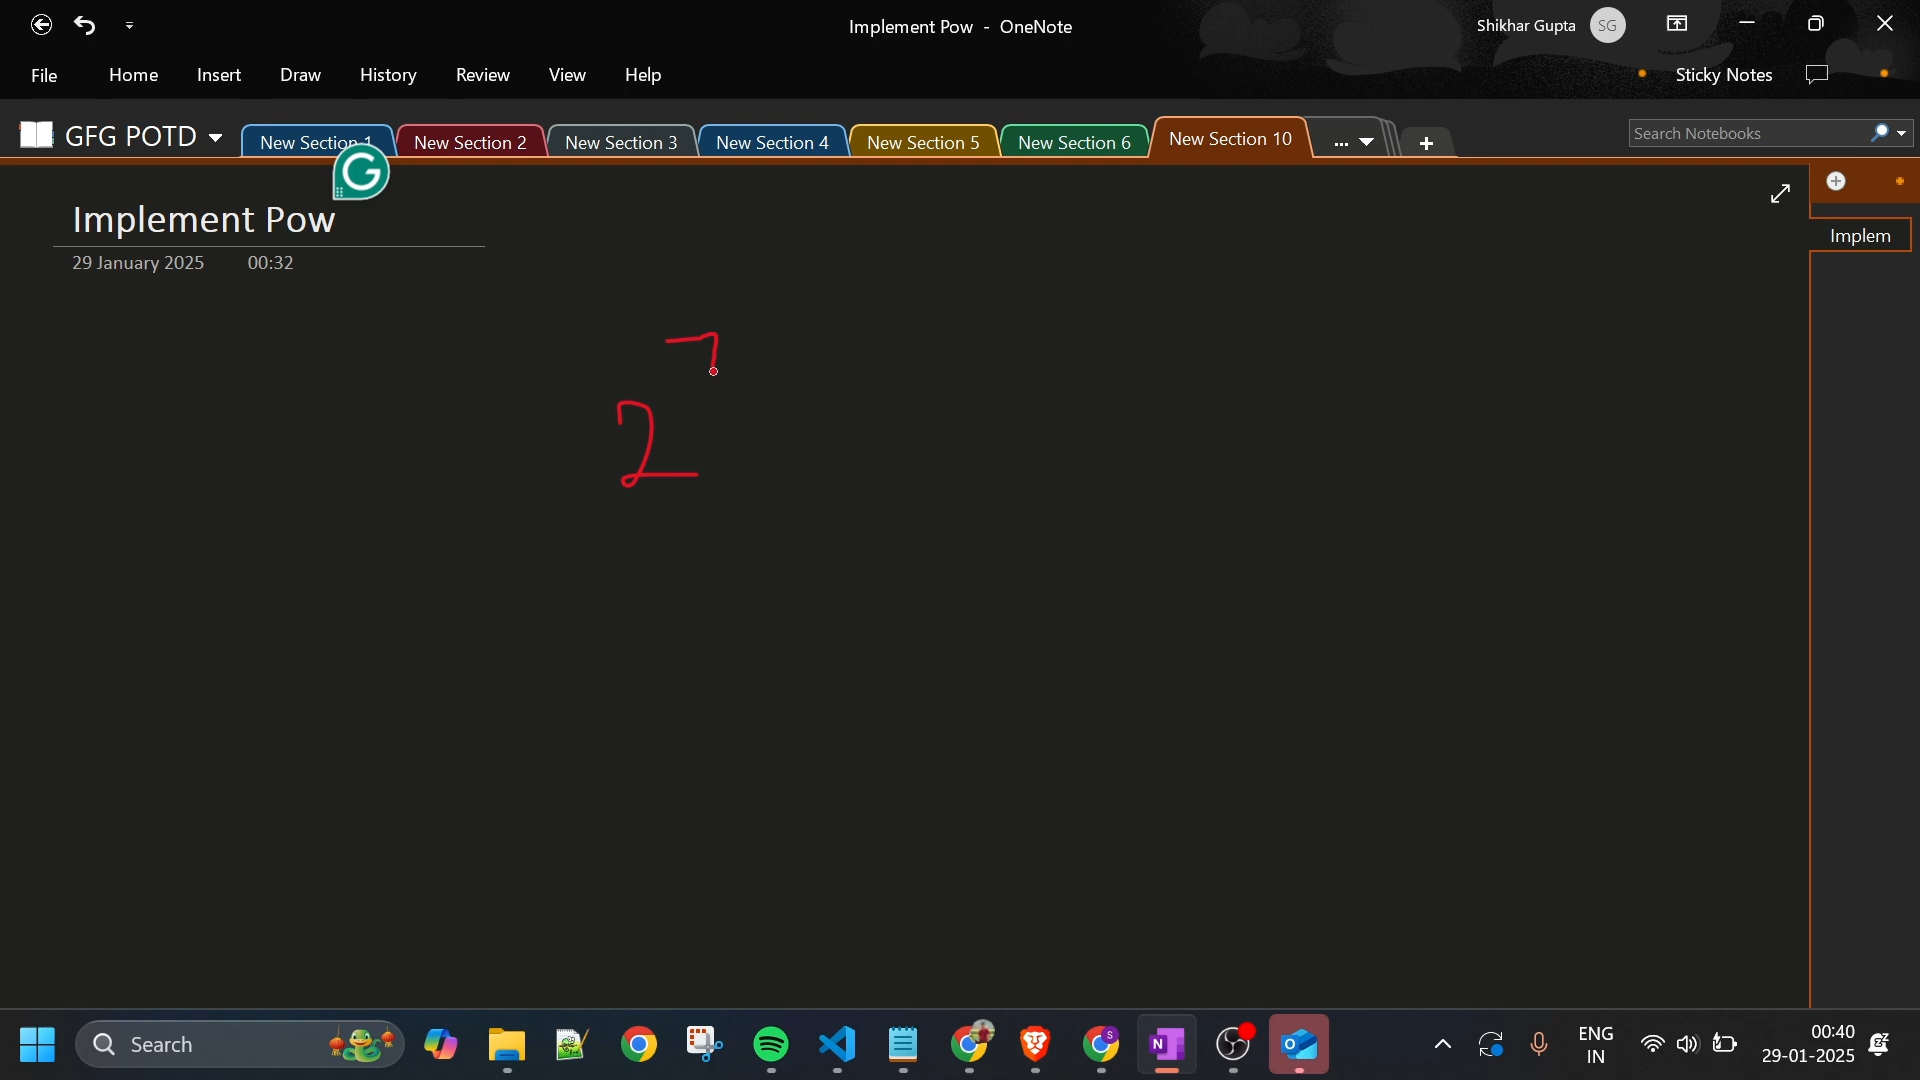 Implement Pow - OneNote
Shikhar Gupta SG
File Home Insert Draw History Review View Help
Sticky Notes
GFG POTD
New Section 1 New Section 2 New Section 3 New Section 4 New Section 5 New Section 6 New Section 10 ...
Search Notebooks
Implement Pow
Implem
29 January 2025 00:32
2
Search
ENG
IN
00:40
29-01-2025